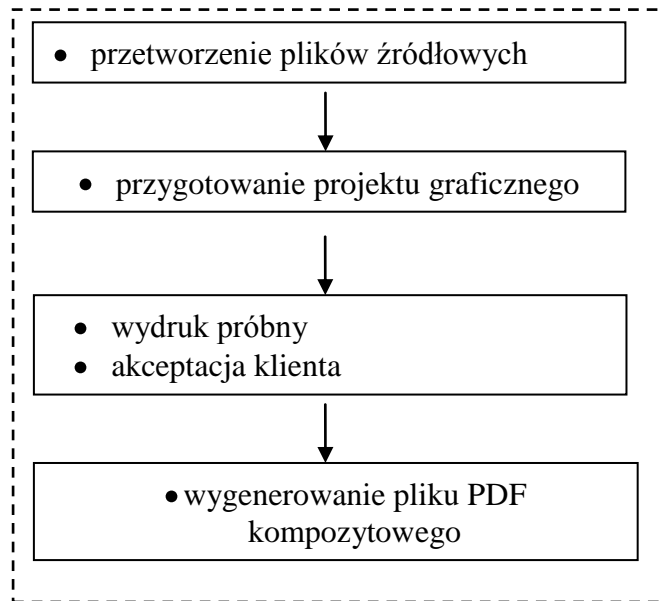 • przetworzenie plików źródłowych
• przygotowanie projektu graficznego
• wydruk próbny
• akceptacja klienta
• wygenerowanie pliku PDF
kompozytowego